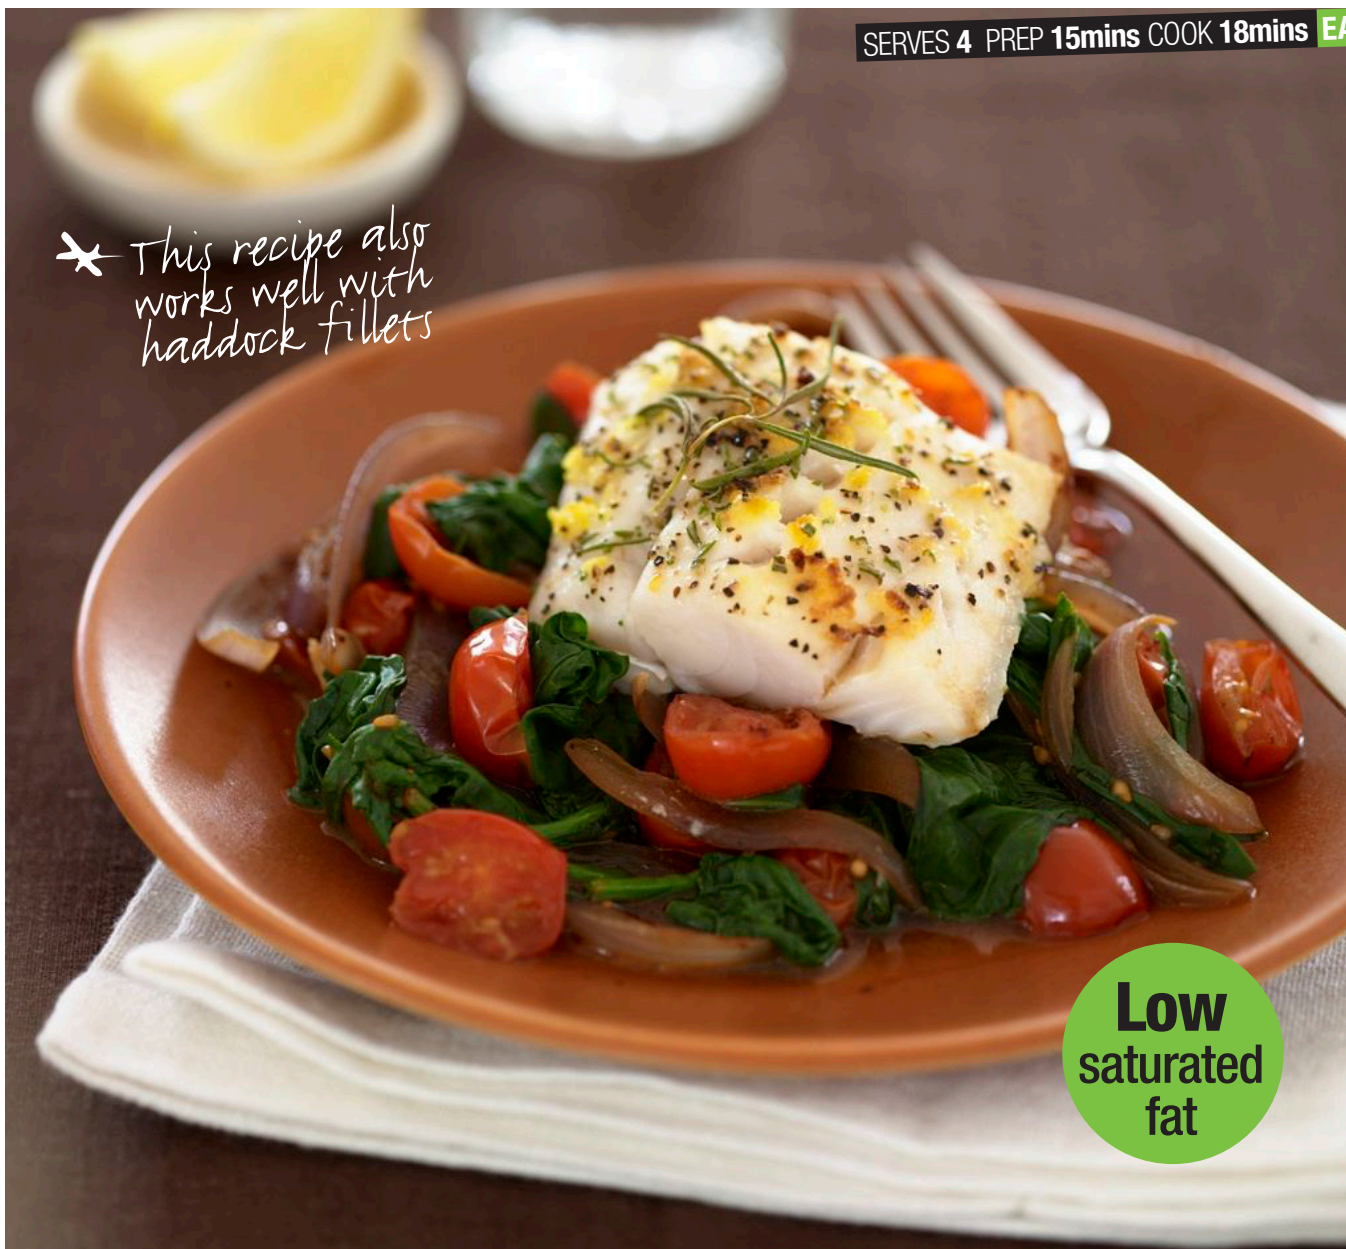 SERVES 4 PREP 15mins COOK 18mins
This recipe also
works well with
haddock fillets
Low
saturated
fat